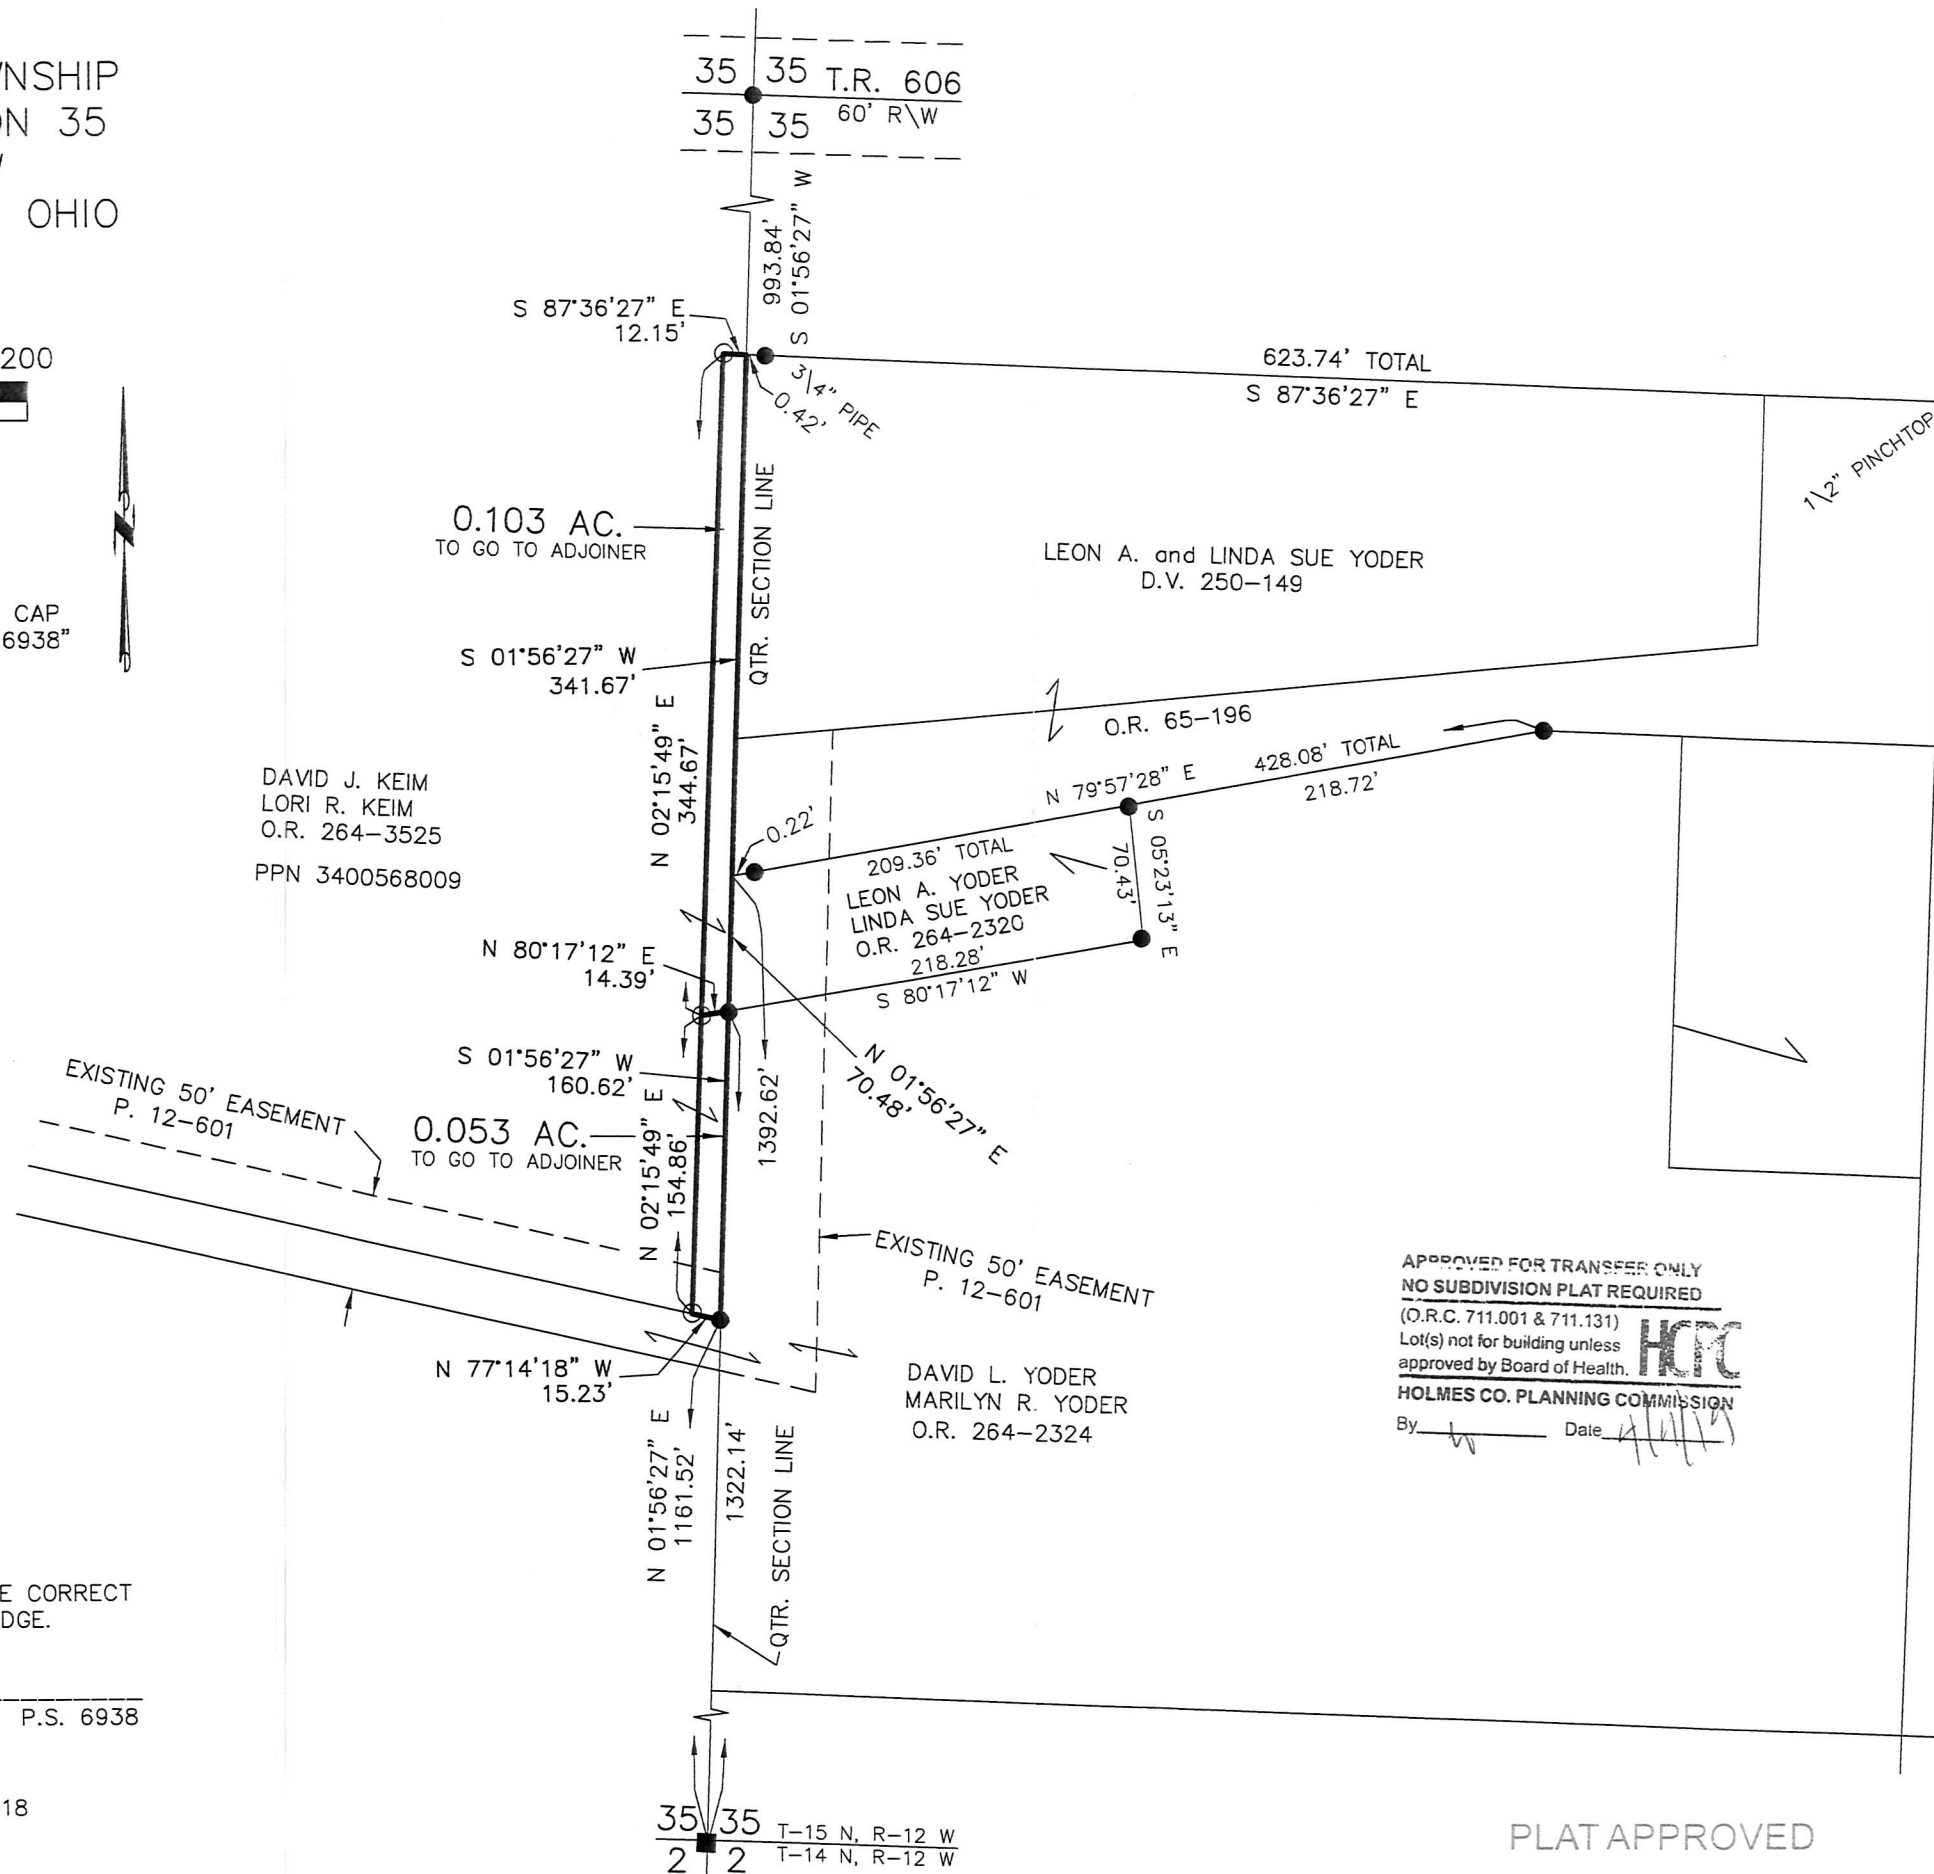 WNSHIP
ON 35
OHIO
200
CAP
6938"
35 35 T.R. 606
35 35 60' R\W
993.84'
S 01°56'27" W
S 87°36'27" E
12.15'
3/4" PIPE
0.42'
623.74' TOTAL
S 87°36'27" E
1\2" PINCHTOP
0.103 AC.
TO GO TO ADJOINER
QTR. SECTION LINE
LEON A. and LINDA SUE YODER
D.V. 250-149
S 01°56'27" W
341.67'
N 02°15'49" E
344.67'
O.R. 65-196
DAVID J. KEIM
LORI R. KEIM
O.R. 264-3525
PPN 3400568009
N 79°57'28" E
428.08' TOTAL
218.72'
0.22'
209.36' TOTAL
LEON A. YODER
LINDA SUE YODER
O.R. 264-2320
218.28'
S 80°17'12" W
S 05°23'13" E
70.43'
N 80°17'12" E
14.39'
S 01°56'27" W
160.62'
1392.62'
N 01°56'27" E
70.48'
EXISTING 50' EASEMENT
P. 12-601
0.053 AC.
TO GO TO ADJOINER
N 02°15'49" E
154.86'
EXISTING 50' EASEMENT
P. 12-601
N 77°14'18" W
15.23'
DAVID L. YODER
MARILYN R. YODER
O.R. 264-2324
N 01°56'27" E
1161.52'
1322.14'
QTR. SECTION LINE
APPROVED FOR TRANSFER ONLY
NO SUBDIVISION PLAT REQUIRED
(O.R.C. 711.001 & 711.131)
Lot(s) not for building unless
approved by Board of Health.
HCPC
HOLMES CO. PLANNING COMMISSION
By Date 4/11/19
E CORRECT
DGE.
P.S. 6938
18
35 35 T-15 N, R-12 W
2 2 T-14 N, R-12 W
PLAT APPROVED